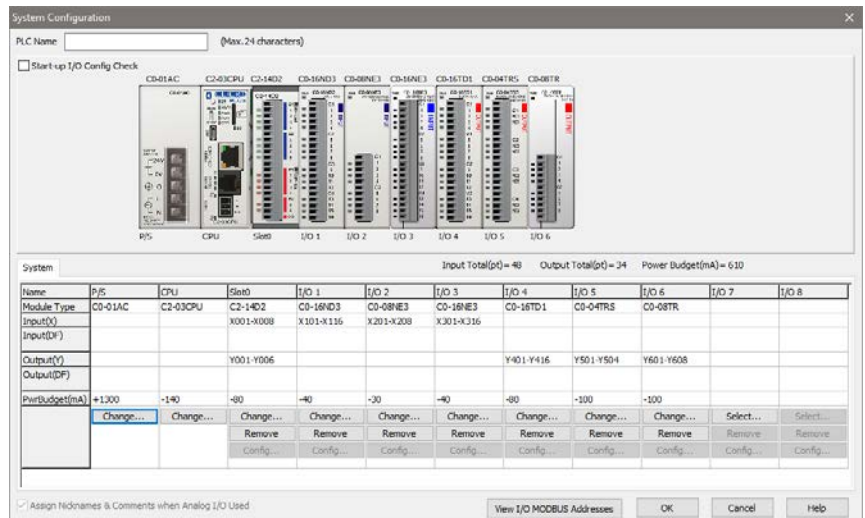 System Configuration
PLC Name (Max. 24 characters)
Start-up I/O Config Check
C0-01AC C2-03CPU C2-14D2 C0-16ND3 C0-08NE3 C0-16NE3 C0-16TD1 C0-04TRS C0-08TR
P/S CPU Slot0 I/O 1 I/O 2 I/O 3 I/O 4 I/O 5 I/O 6
System Input Total(pt)= 48 Output Total(pt)= 34 Power Budget(mA)= 610
Name P/S CPU Slot0 I/O 1 I/O 2 I/O 3 I/O 4 I/O 5 I/O 6 I/O 7 I/O 8
Module Type C0-01AC C2-03CPU C2-14D2 C0-16ND3 C0-08NE3 C0-16NE3 C0-16TD1 C0-04TRS C0-08TR
Input(X) X001-X008 X101-X116 X201-X208 X301-X316
Input(DF)
Output(Y) Y001-Y006 Y401-Y416 Y501-Y504 Y601-Y608
Output(DF)
PwrBudget(mA) +1300 -140 -80 -40 -30 -40 -80 -100 -100
Change... Change... Change... Change... Change... Change... Change... Change... Change... Select... Select...
Remove Remove Remove Remove Remove Remove Remove Remove Remove
Config... Config... Config... Config... Config... Config... Config... Config... Config...
Assign Nicknames & Comments when Analog I/O Used View I/O MODBUS Addresses OK Cancel Help